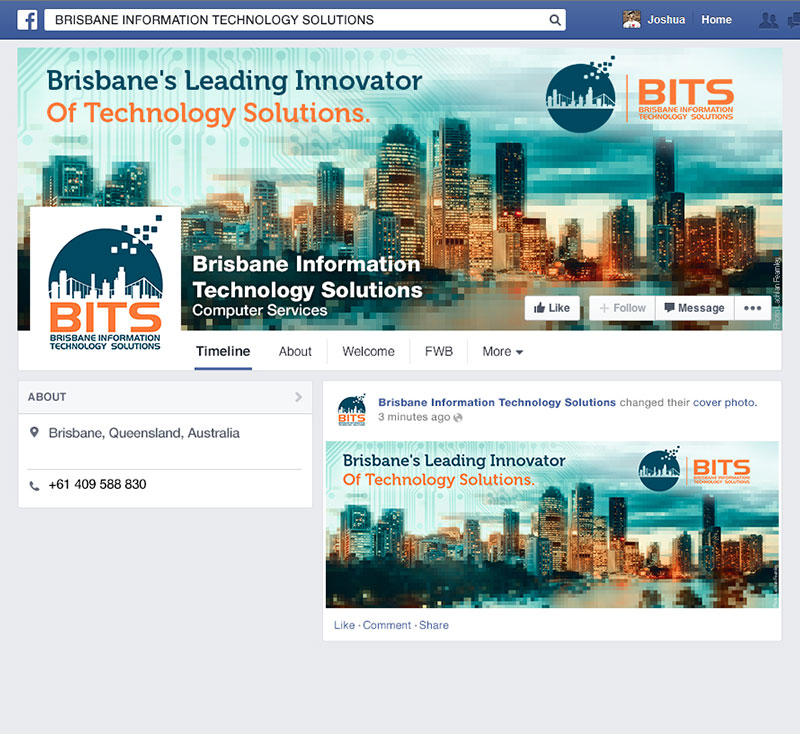 BRISBANE INFORMATION TECHNOLOGY SOLUTIONS
Joshua
Home
Brisbane's Leading Innovator
Of Technology Solutions.
BITS
BRISBANE INFORMATION
TECHNOLOGY SOLUTIONS
BITS
BRISBANE INFORMATION
TECHNOLOGY SOLUTIONS
Brisbane Information
Technology Solutions
Computer Services
Like
+ Follow
Message
Timeline
About
Welcome
FWB
More
ABOUT
Brisbane, Queensland, Australia
+61 409 588 830
BITS
Brisbane Information Technology Solutions changed their cover photo.
3 minutes ago
Brisbane's Leading Innovator
Of Technology Solutions.
BITS
BRISBANE INFORMATION
TECHNOLOGY SOLUTIONS
Like · Comment · Share